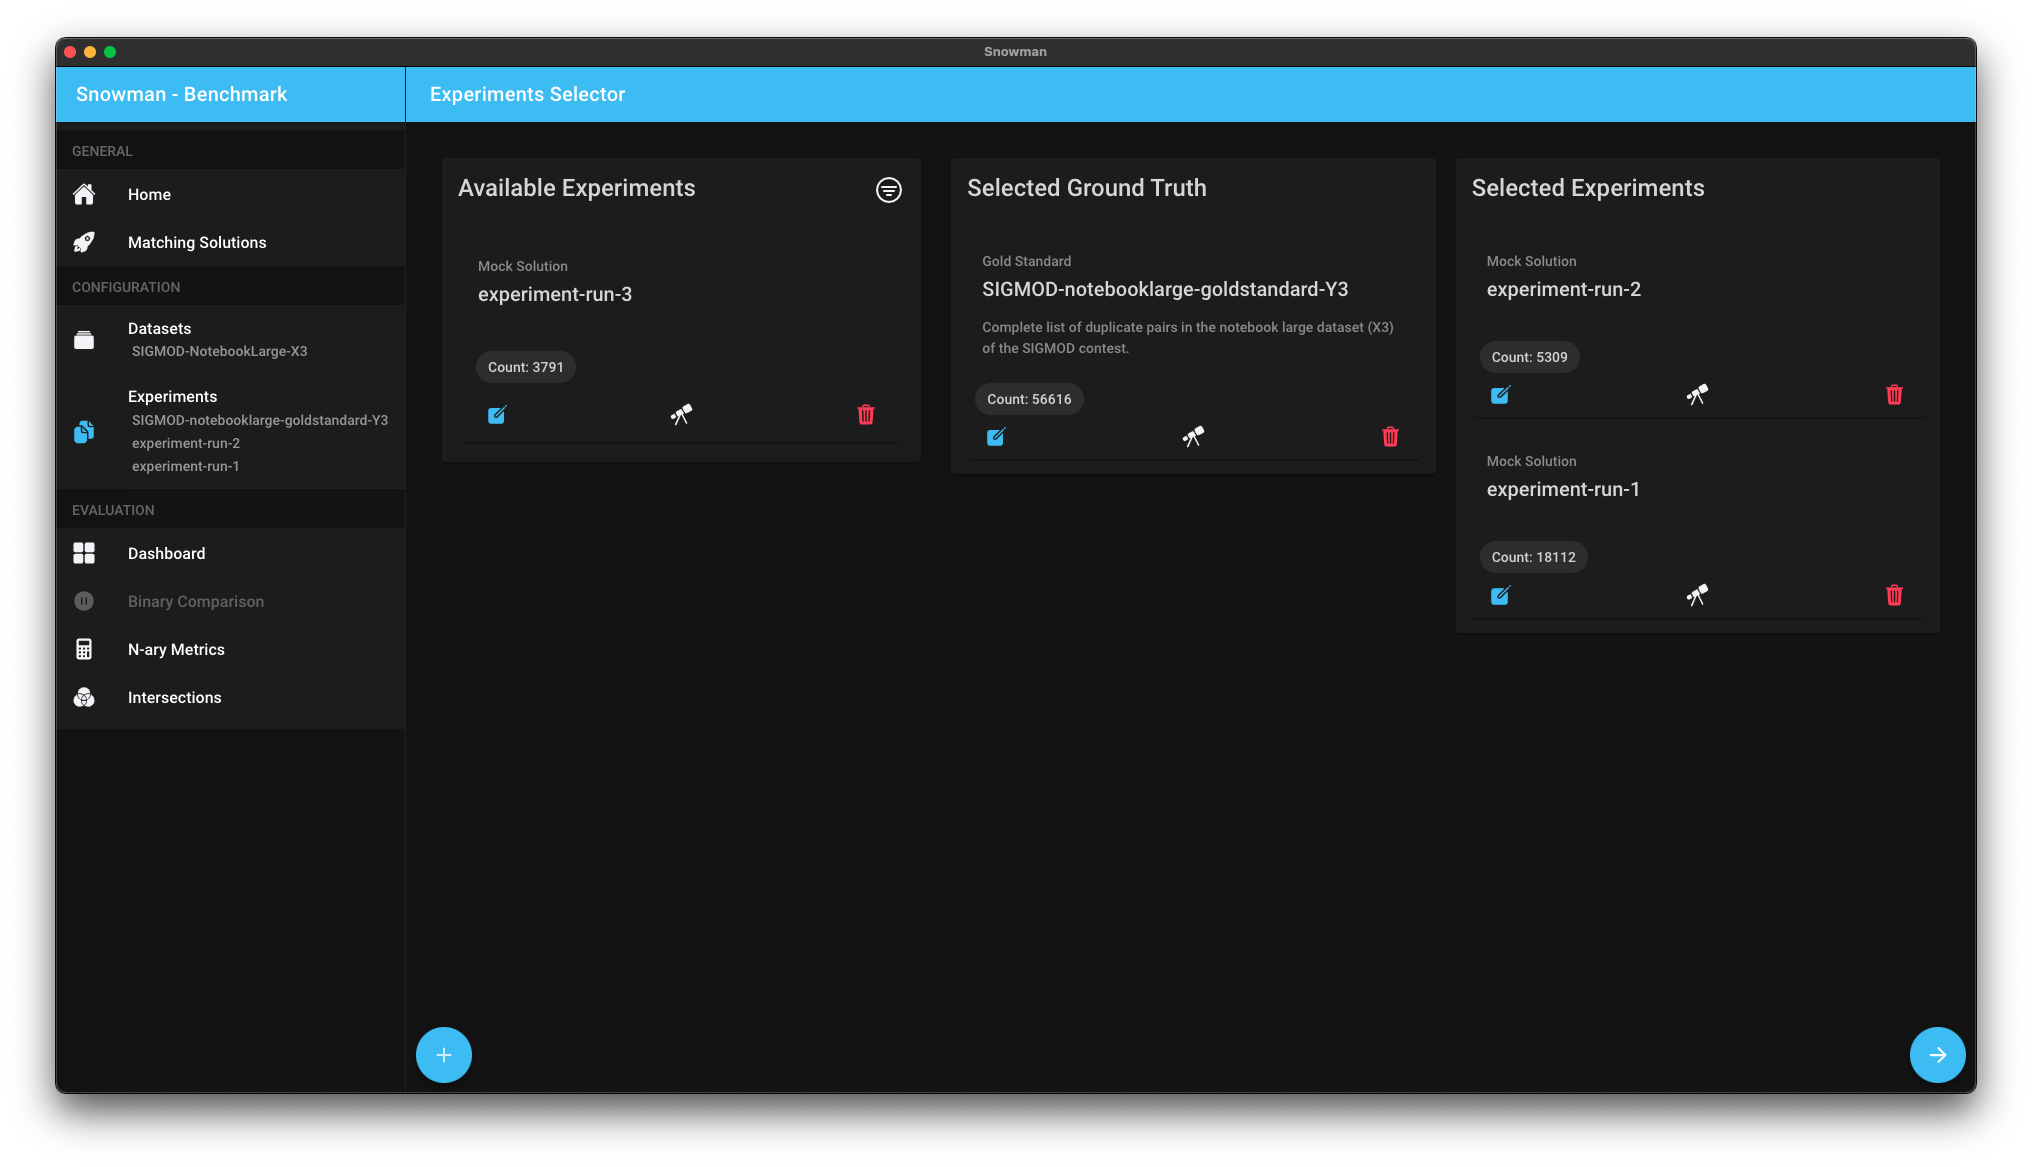 Snowman
Snowman - Benchmark
Experiments Selector
GENERAL
Home
Matching Solutions
CONFIGURATION
Datasets
SIGMOD-NotebookLarge-X3
Experiments
SIGMOD-notebooklarge-goldstandard-Y3
experiment-run-2
experiment-run-1
EVALUATION
Dashboard
Binary Comparison
N-ary Metrics
Intersections
Available Experiments
Mock Solution
experiment-run-3
Count: 3791
Selected Ground Truth
Gold Standard
SIGMOD-notebooklarge-goldstandard-Y3
Complete list of duplicate pairs in the notebook large dataset (X3)
of the SIGMOD contest.
Count: 56616
Selected Experiments
Mock Solution
experiment-run-2
Count: 5309
Mock Solution
experiment-run-1
Count: 18112